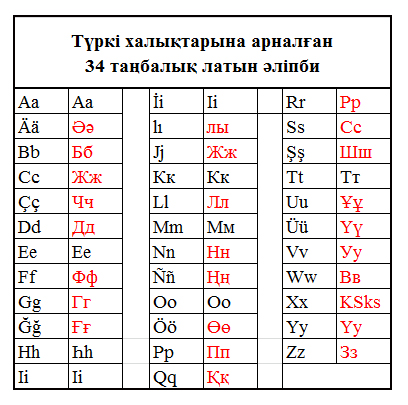 Түркі халықтарына арналған
34 таңбалық латын әліпби
Aa Аа İi Іі Rr Рр
Ää Әә lı лы Ss Сс
Bb Бб Jj Жж Şş Шш
Cc Жж Кк Кк Tt Тт
Çç Чч Ll Лл Uu Ұұ
Dd Дд Mm Мм Üü Үү
Ee Ее Nn Нн Vv Уу
Ff Фф Ññ Ңң Ww Вв
Gg Гг Oo Оо Xx KSks
Ğğ Ғғ Öö Өө Yy Уу
Hh Һһ Pp Пп Zz Зз
Ii Іі Qq Ққ